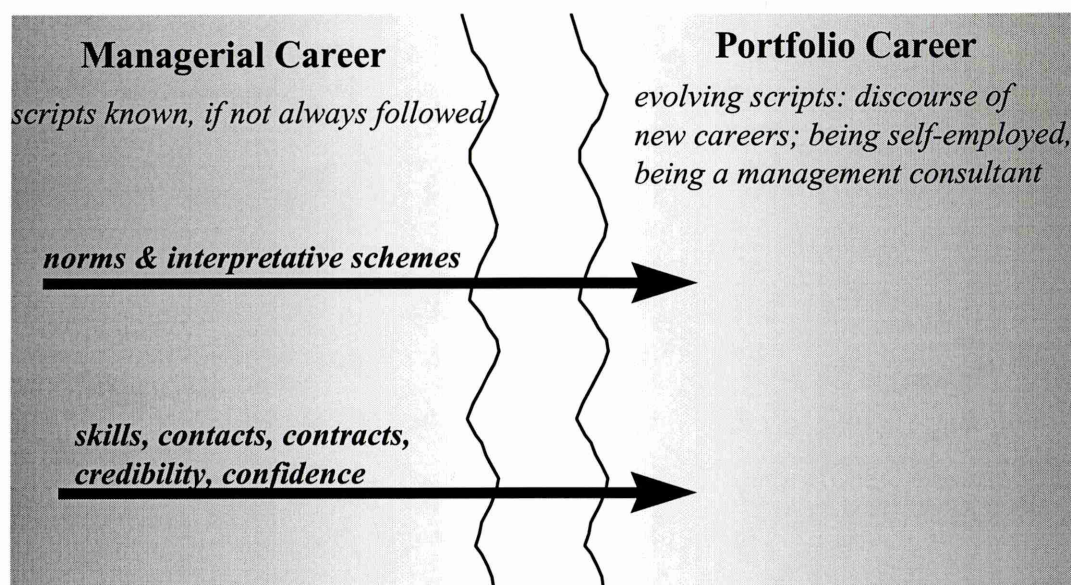 Managerial Career
scripts known, if not always followed
Portfolio Career
evolving scripts: discourse of
new careers; being self-employed,
being a management consultant
norms & interpretative schemes
skills, contacts, contracts,
credibility, confidence